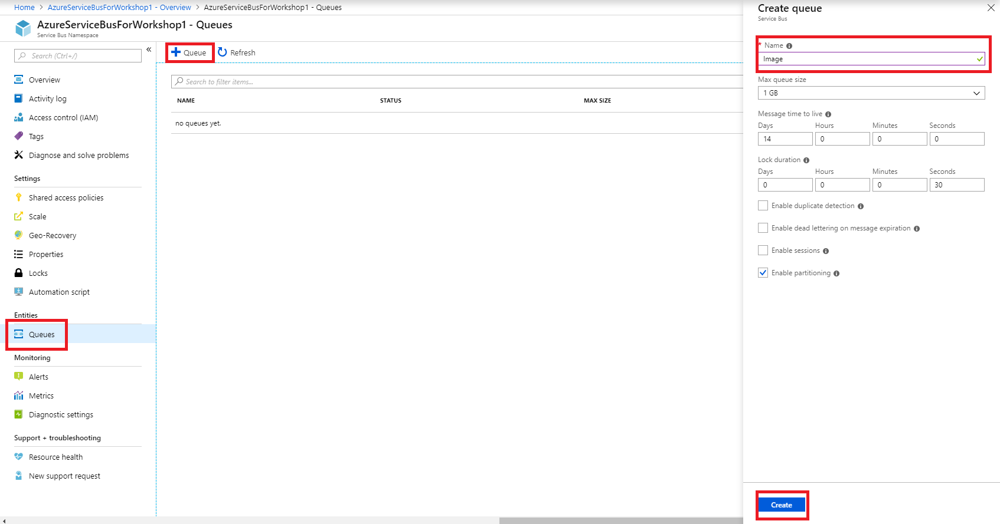 Home > AzureServiceBusForWorkshop1 - Overview > AzureServiceBusForWorkshop1 - Queues
AzureServiceBusForWorkshop1 - Queues
Service Bus Namespace
Search (Ctrl+/)
Overview
Activity log
Access control (IAM)
Tags
Diagnose and solve problems
Settings
Shared access policies
Scale
Geo-Recovery
Properties
Locks
Automation script
Entities
Queues
Monitoring
Alerts
Metrics
Diagnostic settings
Support + troubleshooting
Resource health
New support request
Queue Refresh
Search to filter items...
NAME STATUS MAX SIZE
no queues yet.
Create queue
Service Bus
* Name
Image
Max queue size
1 GB
Message time to live
Days Hours Minutes Seconds
14 0 0 0
Lock duration
Days Hours Minutes Seconds
0 0 0 30
Enable duplicate detection
Enable dead lettering on message expiration
Enable sessions
Enable partitioning
Create